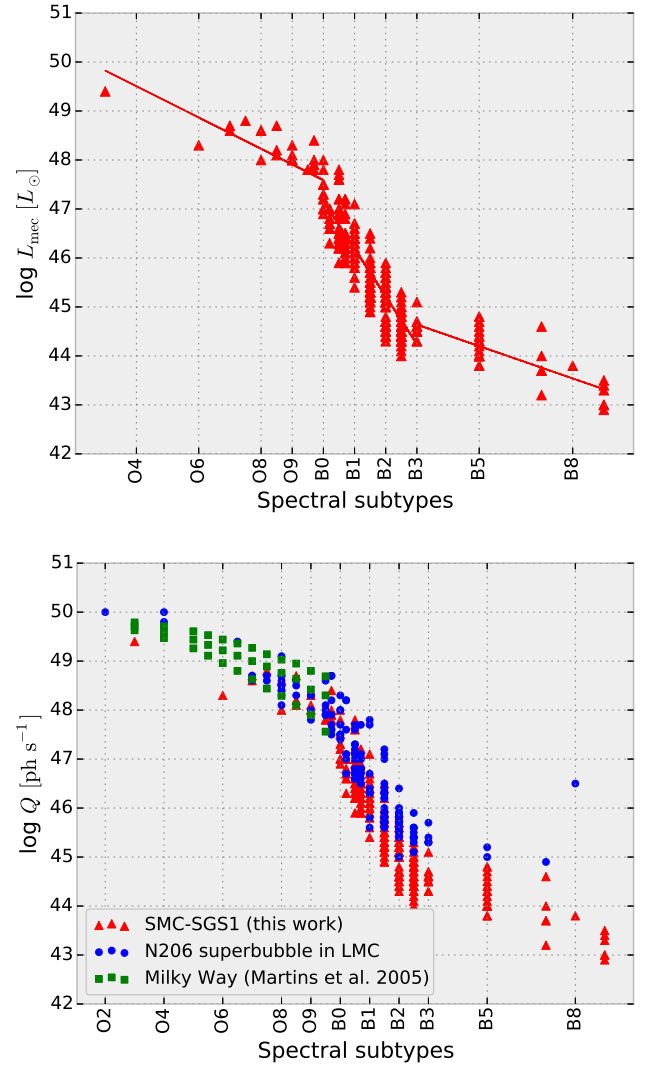 51
50
49
48
47
46
45
44
43
42
log L_mec [L_⊙]
O4 O6 O8 O9 B0 B1 B2 B3 B5 B8
Spectral subtypes
51
50
49
48
47
46
45
44
43
42
log Q [ph s⁻¹]
SMC-SGS1 (this work)
N206 superbubble in LMC
Milky Way (Martins et al. 2005)
O2 O4 O6 O8 O9 B0 B1 B2 B3 B5 B8
Spectral subtypes